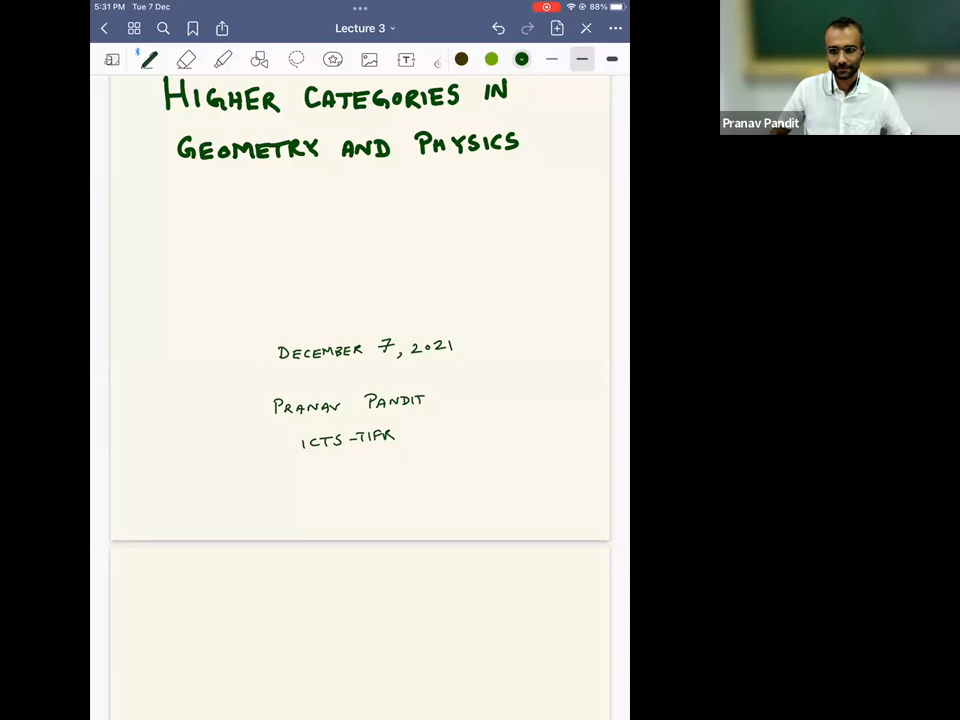 5:31 PM Tue 7 Dec
88%
Lecture 3
HIGHER CATEGORIES IN
GEOMETRY AND PHYSICS
DECEMBER 7, 2021
PRANAV PANDIT
ICTS-TIFR
Pranav Pandit